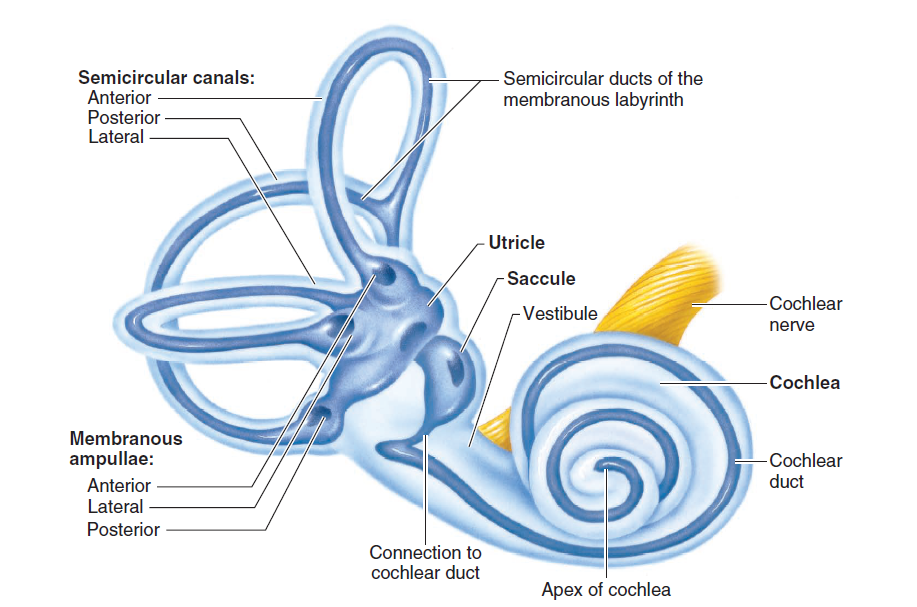 Semicircular canals:
Anterior
Posterior
Lateral
Semicircular ducts of the
membranous labyrinth
Utricle
Saccule
Vestibule
Cochlear
nerve
Cochlea
Cochlear
duct
Membranous
ampullae:
Anterior
Lateral
Posterior
Connection to
cochlear duct
Apex of cochlea